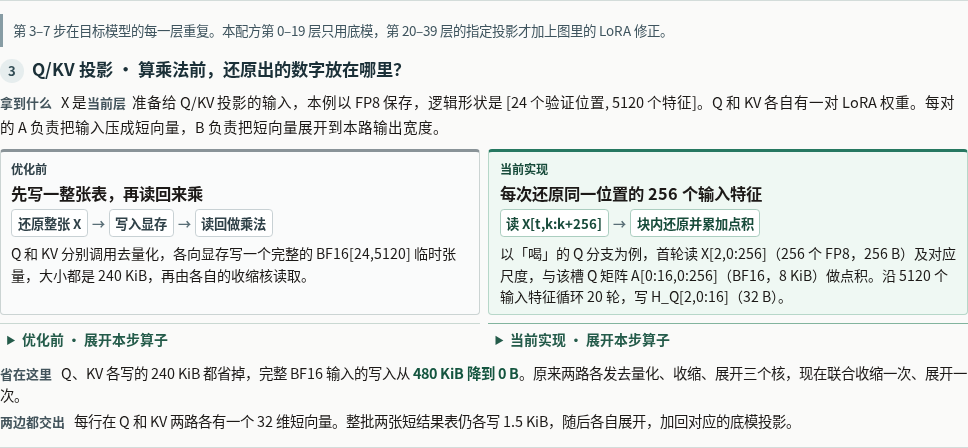 第 3–7 步在目标模型的每一层重复。本配方第 0–19 层只用底模，第 20–39 层的指定投影才加上图里的 LoRA 修正。
3 Q/KV 投影 · 算乘法前，还原出的数字放在哪里？
拿到什么 X 是当前层 准备给 Q/KV 投影的输入，本例以 FP8 保存，逻辑形状是 [24 个验证位置, 5120 个特征]。Q 和 KV 各自有一对 LoRA 权重。每对
的 A 负责把输入压成短向量，B 负责把短向量展开到本路输出宽度。
优化前
先写一整张表，再读回来乘
还原整张 X → 写入显存 → 读回做乘法
Q 和 KV 分别调用去量化，各向显存写一个完整的 BF16[24,5120] 临时张
量，大小都是 240 KiB，再由各自的收缩核读取。
当前实现
每次还原同一位置的 256 个输入特征
读 X[t,k:k+256] → 块内还原并累加点积
以「喝」的 Q 分支为例，首轮读 X[2,0:256]（256 个 FP8，256 B）及对应
尺度，与该槽 Q 矩阵 A[0:16,0:256]（BF16，8 KiB）做点积。沿 5120 个
输入特征循环 20 轮，写 H_Q[2,0:16]（32 B）。
▶ 优化前 · 展开本步算子
▶ 当前实现 · 展开本步算子
省在这里 Q、KV 各写的 240 KiB 都省掉，完整 BF16 输入的写入从 480 KiB 降到 0 B。原来两路各发去量化、收缩、展开三个核，现在联合收缩一次、展开一
次。
两边都交出 每行在 Q 和 KV 两路各有一个 32 维短向量。整批两张短结果表仍各写 1.5 KiB，随后各自展开，加回对应的底模投影。